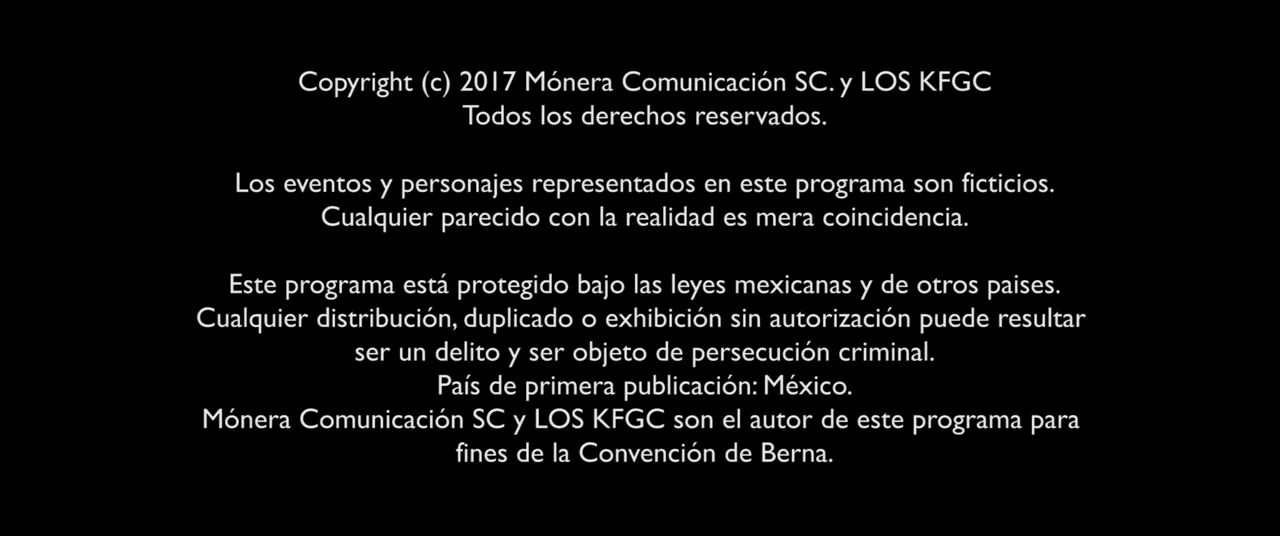 Copyright (c) 2017 Mónera Comunicación SC. y LOS KFGC
Todos los derechos reservados.
Los eventos y personajes representados en este programa son ficticios.
Cualquier parecido con la realidad es mera coincidencia.
Este programa está protegido bajo las leyes mexicanas y de otros paises.
Cualquier distribución, duplicado o exhibición sin autorización puede resultar
ser un delito y ser objeto de persecución criminal.
País de primera publicación: México.
Mónera Comunicación SC y LOS KFGC son el autor de este programa para
fines de la Convención de Berna.